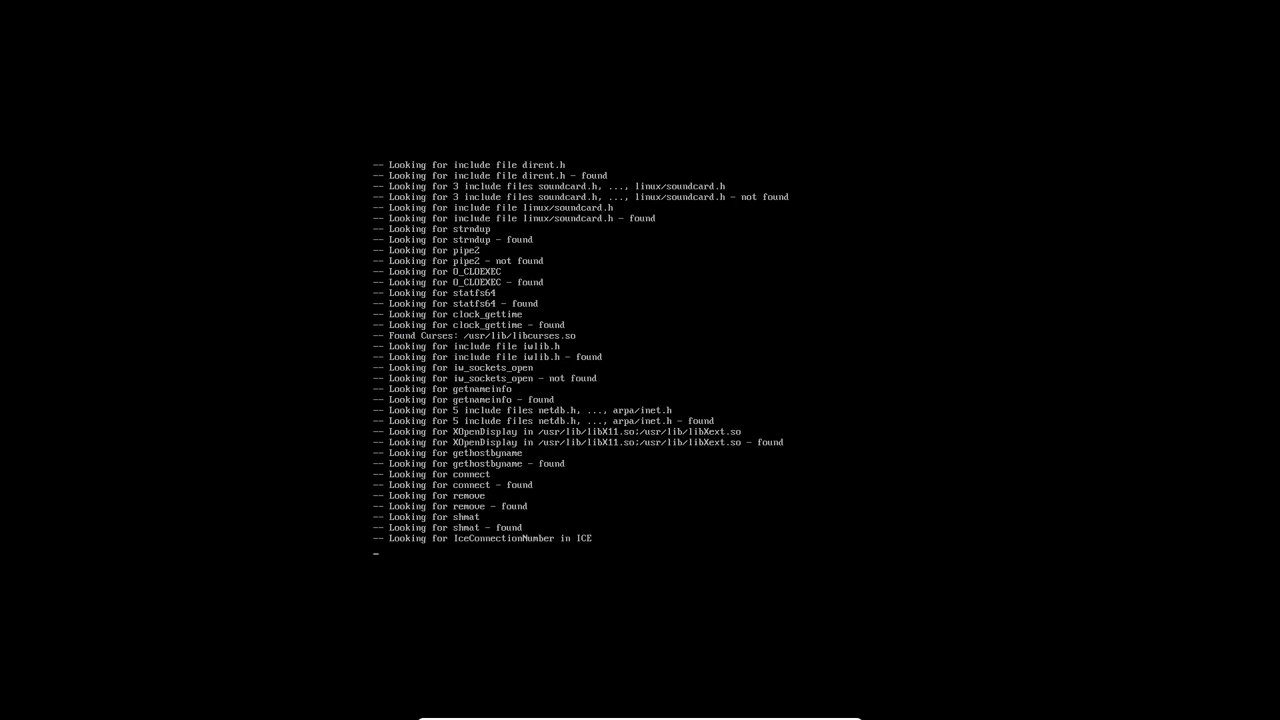 -- Looking for include file dirent.h
-- Looking for include file dirent.h - found
-- Looking for 3 include files soundcard.h, ..., linux/soundcard.h
-- Looking for 3 include files soundcard.h, ..., linux/soundcard.h - not found
-- Looking for include file linux/soundcard.h
-- Looking for include file linux/soundcard.h - found
-- Looking for strndup
-- Looking for strndup - found
-- Looking for pipe2
-- Looking for pipe2 - not found
-- Looking for O_CLOEXEC
-- Looking for O_CLOEXEC - found
-- Looking for statfs64
-- Looking for statfs64 - found
-- Looking for clock_gettime
-- Looking for clock_gettime - found
-- Found Curses: /usr/lib/libcurses.so
-- Looking for include file iwlib.h
-- Looking for include file iwlib.h - found
-- Looking for iw_sockets_open
-- Looking for iw_sockets_open - not found
-- Looking for getnameinfo
-- Looking for getnameinfo - found
-- Looking for 5 include files netdb.h, ..., arpa/inet.h
-- Looking for 5 include files netdb.h, ..., arpa/inet.h - found
-- Looking for XOpenDisplay in /usr/lib/libX11.so;/usr/lib/libXext.so
-- Looking for XOpenDisplay in /usr/lib/libX11.so;/usr/lib/libXext.so - found
-- Looking for gethostbyname
-- Looking for gethostbyname - found
-- Looking for connect
-- Looking for connect - found
-- Looking for remove
-- Looking for remove - found
-- Looking for shmat
-- Looking for shmat - found
-- Looking for IceConnectionNumber in ICE
_